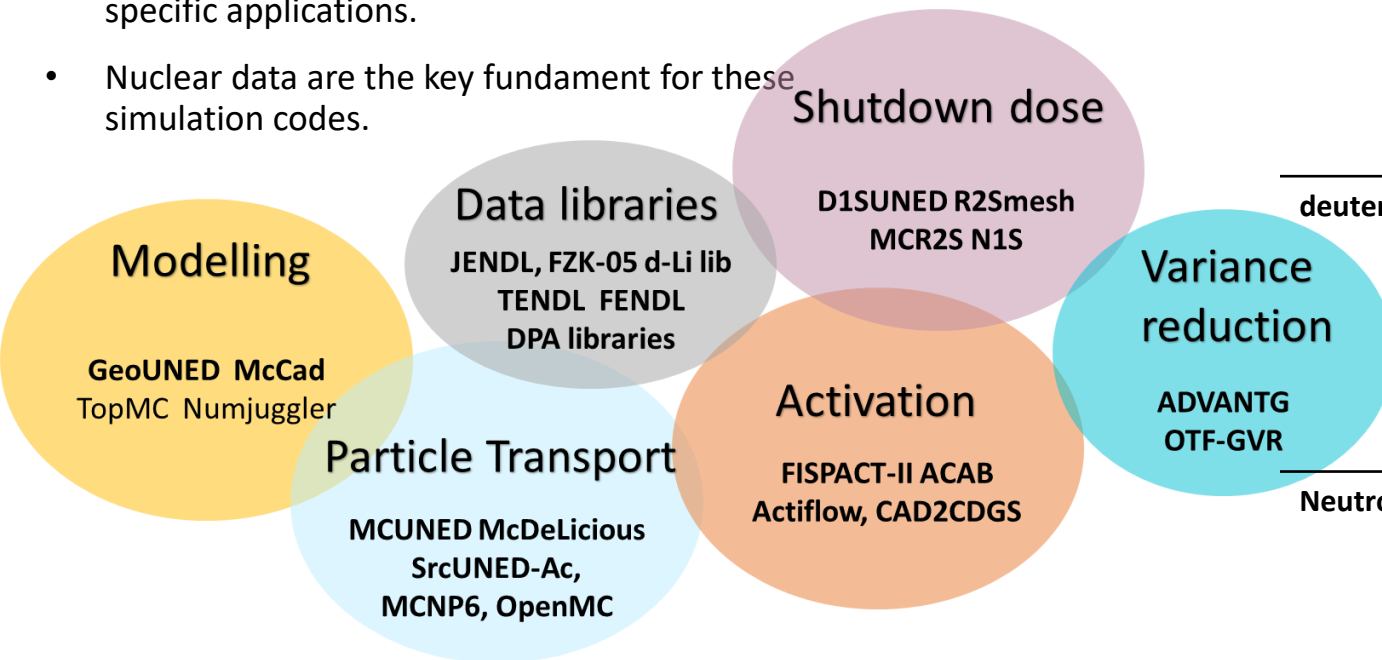 specific applications.
• Nuclear data are the key fundament for these
simulation codes.
Shutdown dose
D1SUNED R2Smesh
MCR2S N1S
Data libraries
JENDL, FZK-05 d-Li lib
TENDL FENDL
DPA libraries
Modelling
GeoUNED McCad
TopMC Numjuggler
Particle Transport
MCUNED McDeLicious
SrcUNED-Ac,
MCNP6, OpenMC
Activation
FISPACT-II ACAB
Actiflow, CAD2CDGS
Variance
reduction
ADVANTG
OTF-GVR
deuter
Neutro